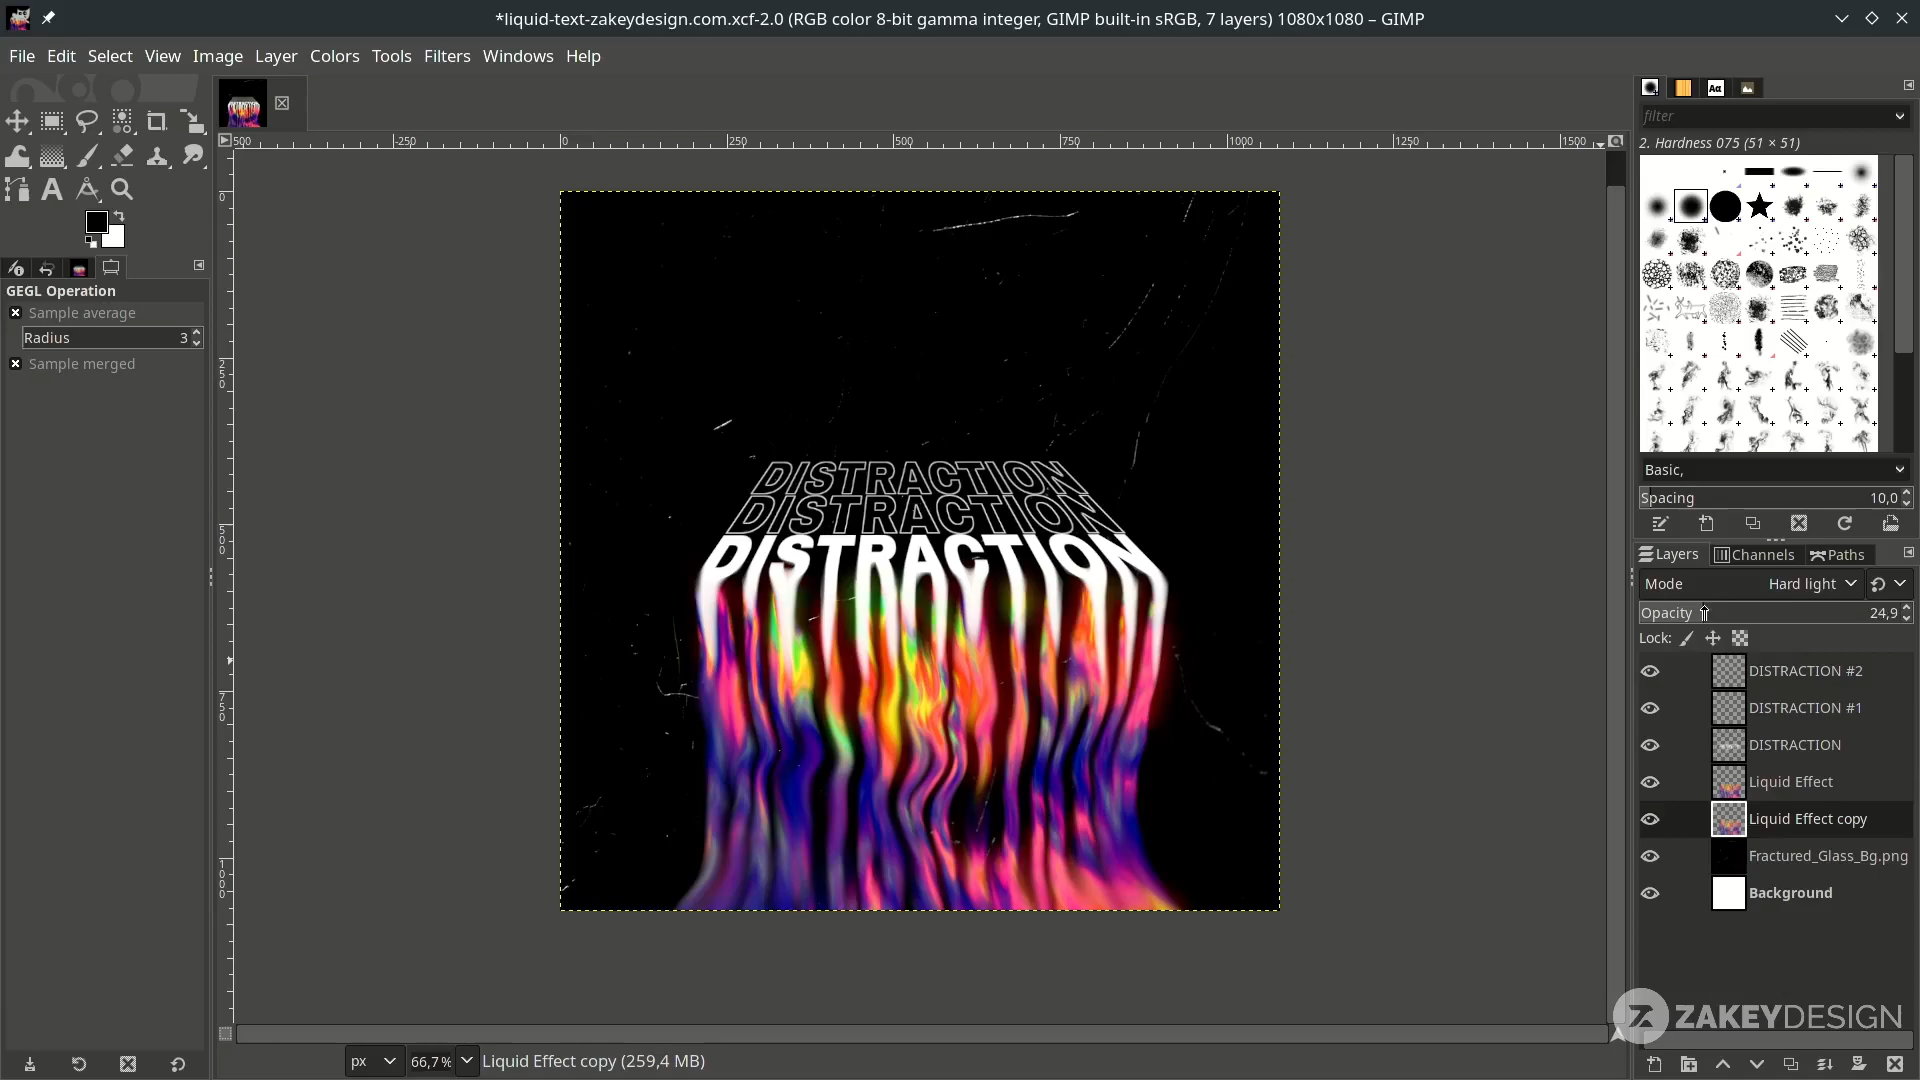 *liquid-text-zakeydesign.com.xcf-2.0 (RGB color 8-bit gamma integer, GIMP built-in sRGB, 7 layers) 1080x1080 – GIMP
File Edit Select View Image Layer Colors Tools Filters Windows Help
filter
2. Hardness 075 (51 × 51)
500 -250 0 250 500 750 1000 1250 1500
0
250
500
750
1000
GEGL Operation
Sample average
Radius 3
Sample merged
DISTRACTION
DISTRACTION
DISTRACTION
Basic,
Spacing 10,0
Layers Channels Paths
Mode Hard light
Opacity 24,9
Lock:
DISTRACTION #2
DISTRACTION #1
DISTRACTION
Liquid Effect
Liquid Effect copy
Fractured_Glass_Bg.png
Background
ZAKEYDESIGN
px 66,7 % Liquid Effect copy (259,4 MB)